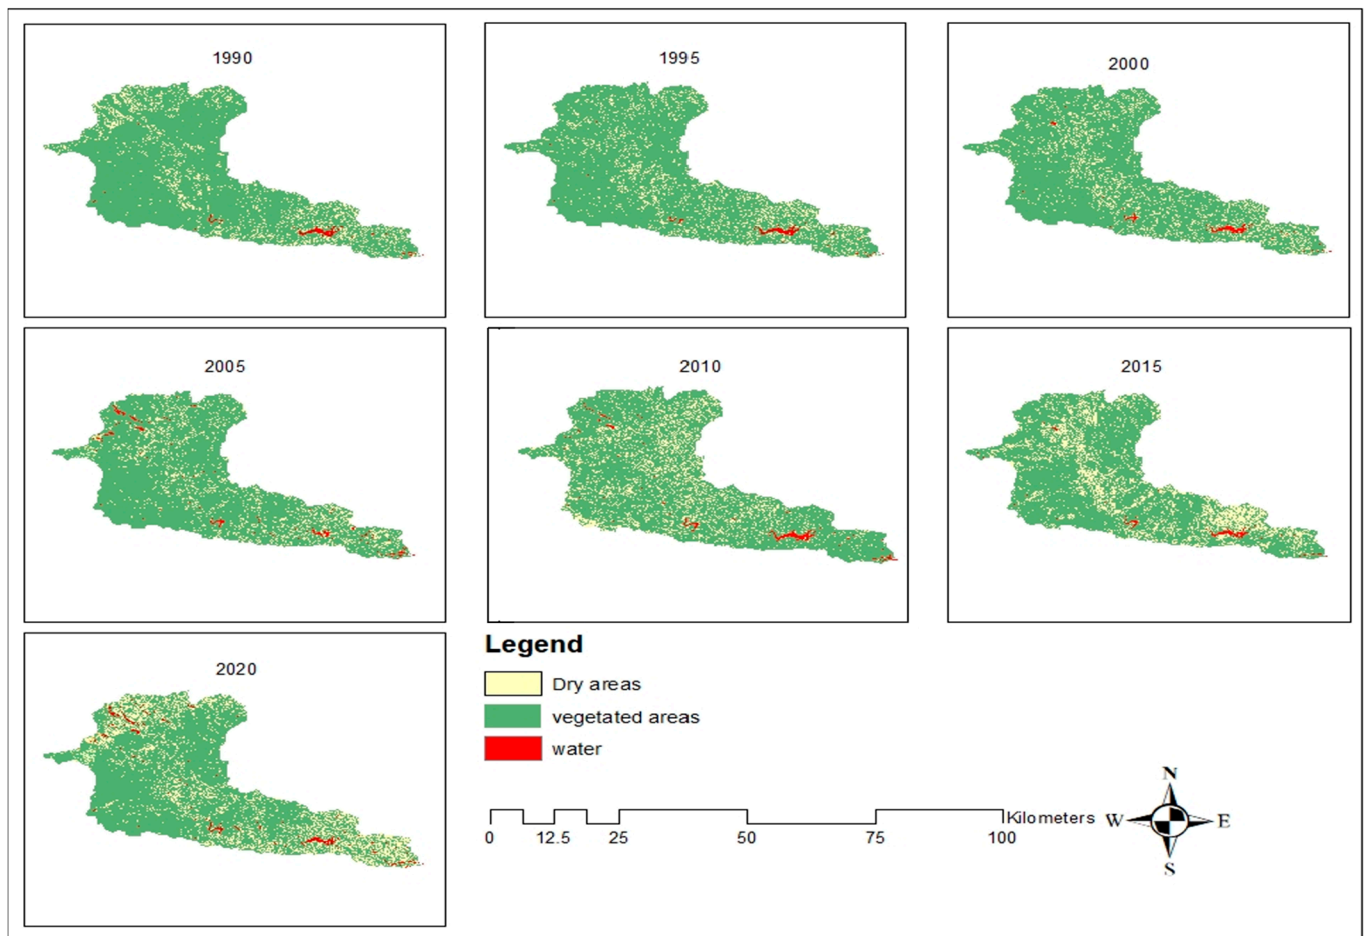 1990
1995
2000
2005
2010
2015
2020
Legend
Dry areas
vegetated areas
water
0 12.5 25 50 75 100 Kilometers
N
W E
S